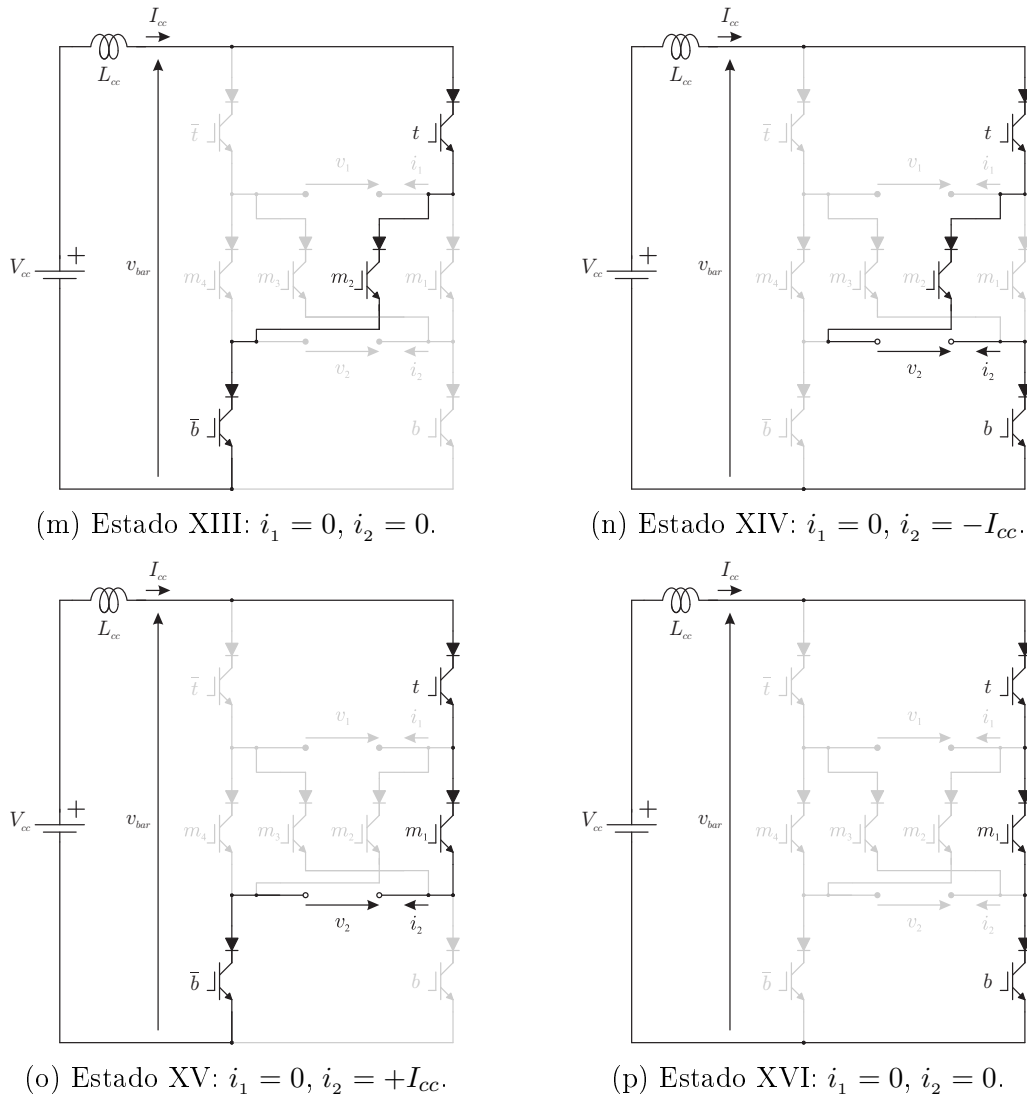 I_cc I_cc
L_cc L_cc
t̅ t t̅ t
v_1 i_1 v_1 i_1
V_cc + v_bar m_4 m_3 m_2 m_1 V_cc + v_bar m_4 m_3 m_2 m_1
v_2 i_2 v_2 i_2
b̅ b b̅ b
(m) Estado XIII: i_1 = 0, i_2 = 0. (n) Estado XIV: i_1 = 0, i_2 = −I_cc.
I_cc I_cc
L_cc L_cc
t̅ t t̅ t
v_1 i_1 v_1 i_1
V_cc + v_bar m_4 m_3 m_2 m_1 V_cc + v_bar m_4 m_3 m_2 m_1
v_2 i_2 v_2 i_2
b̅ b b̅ b
(o) Estado XV: i_1 = 0, i_2 = +I_cc. (p) Estado XVI: i_1 = 0, i_2 = 0.